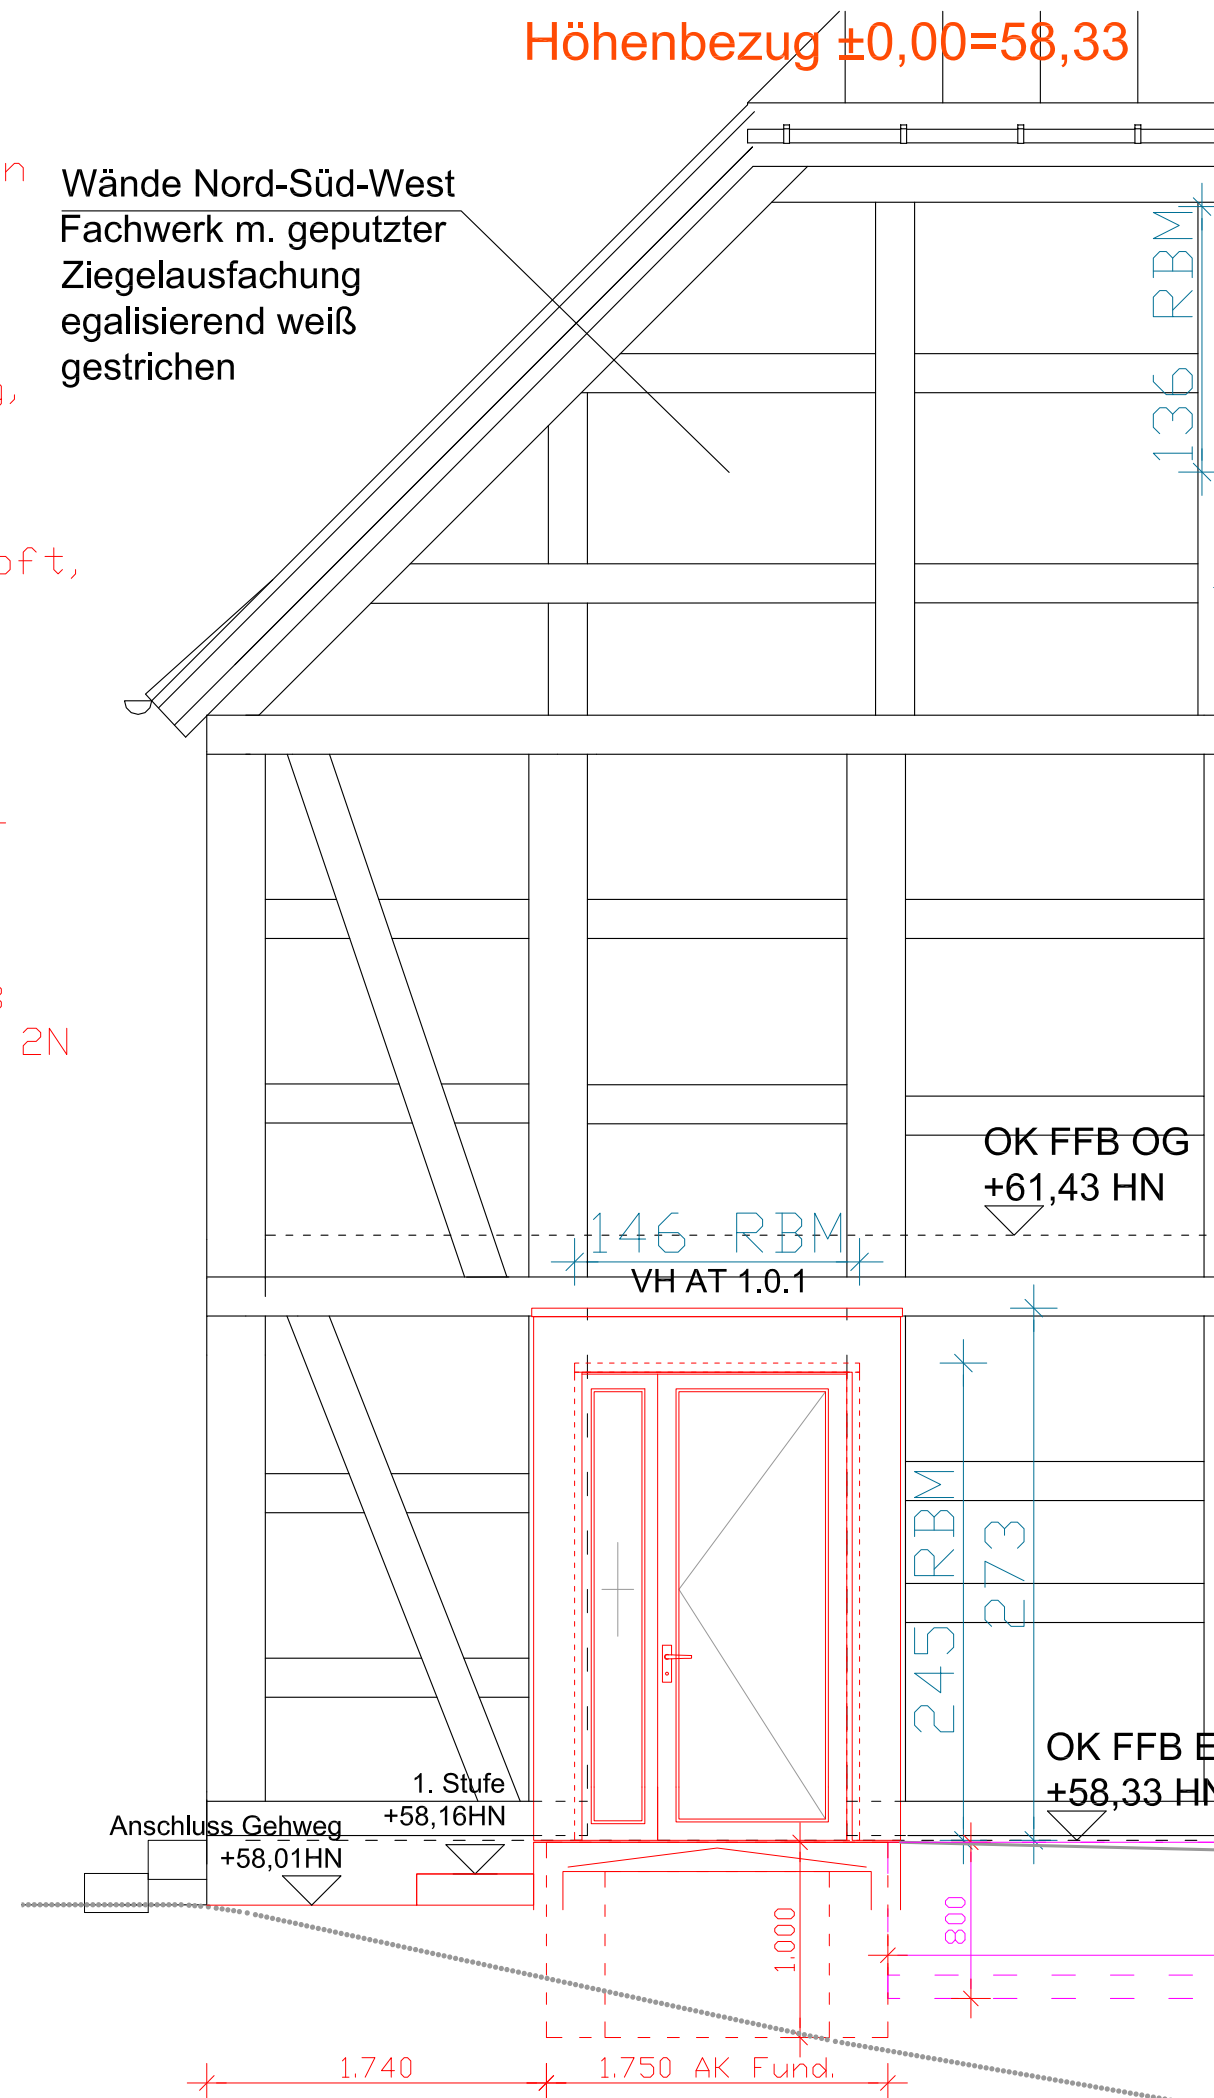 Höhenbezug ±0,00=58,33
n
Wände Nord-Süd-West
Fachwerk m. geputzter
Ziegelausfachung
egalisierend weiß
gestrichen
136 RBM
g,
oft,
2N
OK FFB OG
+61,43 HN
146 RBM
VH AT 1.0.1
245 RBM
273
OK FFB E
+58,33 HN
1. Stufe
+58,16HN
Anschluss Gehweg
+58,01HN
1.000
800
1.740
1.750 AK Fund.